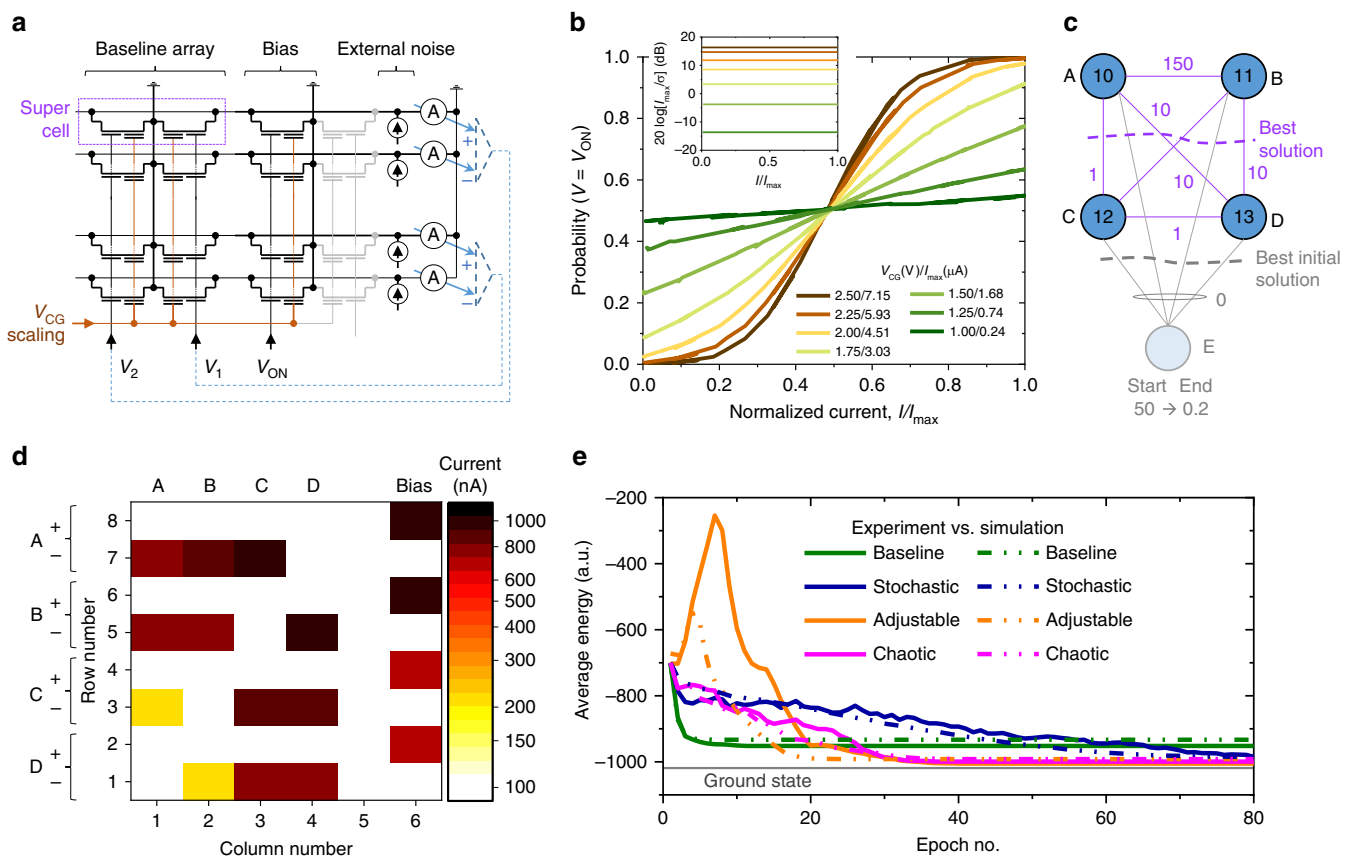 a
Baseline array
Bias
External noise
Super
cell
A
+
A
−
A
+
A
−
V_CG
scaling
V_2
V_1
V_ON
b
Probability (V = V_ON)
1.0
0.8
0.6
0.4
0.2
0.0
0.0
0.2
0.4
0.6
0.8
1.0
Normalized current, I/I_max
20 log[I_max/σ] (dB)
20
10
0
−10
−20
0.0
0.5
1.0
I/I_max
V_CG(V)/I_max(μA)
2.50/7.15
1.50/1.68
2.25/5.93
1.25/0.74
2.00/4.51
1.00/0.24
1.75/3.03
c
A
10
150
11
B
10
Best
solution
1
10
10
C
12
13
D
1
Best initial
solution
0
E
Start End
50 → 0.2
d
A
B
C
D
Bias
Current
(nA)
A
+
−
B
+
−
C
+
−
D
+
−
Row number
8
7
6
5
4
3
2
1
1
2
3
4
5
6
Column number
1000
800
600
500
400
300
200
150
100
e
Average energy (a.u.)
−200
−400
−600
−800
−1000
Experiment vs. simulation
Baseline
Baseline
Stochastic
Stochastic
Adjustable
Adjustable
Chaotic
Chaotic
Ground state
0
20
40
60
80
Epoch no.